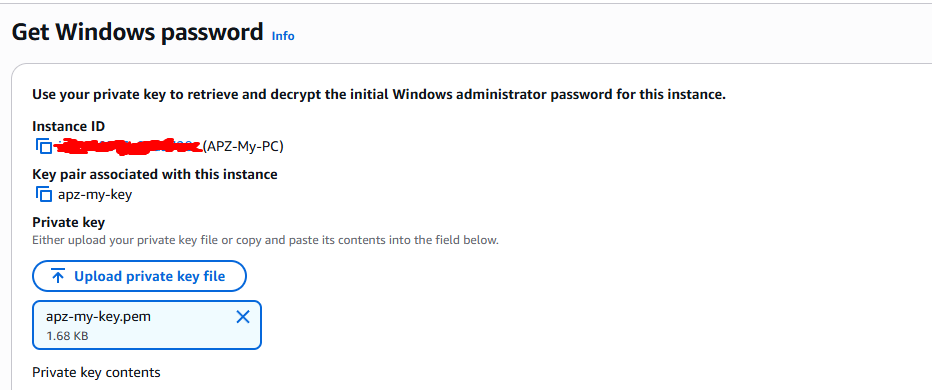 Get Windows password Info
Use your private key to retrieve and decrypt the initial Windows administrator password for this instance.
Instance ID
(APZ-My-PC)
Key pair associated with this instance
apz-my-key
Private key
Either upload your private key file or copy and paste its contents into the field below.
Upload private key file
apz-my-key.pem
1.68 KB
Private key contents